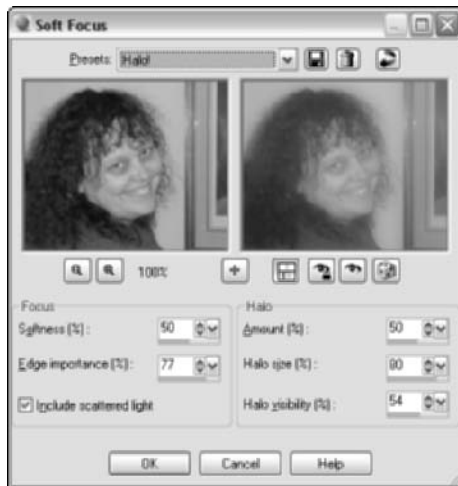 Soft Focus
Presets: Halo!
100%
Focus
Softness (%) : 50
Edge importance (%) : 77
Include scattered light
Halo
Amount (%) : 50
Halo size (%) : 80
Halo visibility (%) : 54
OK Cancel Help